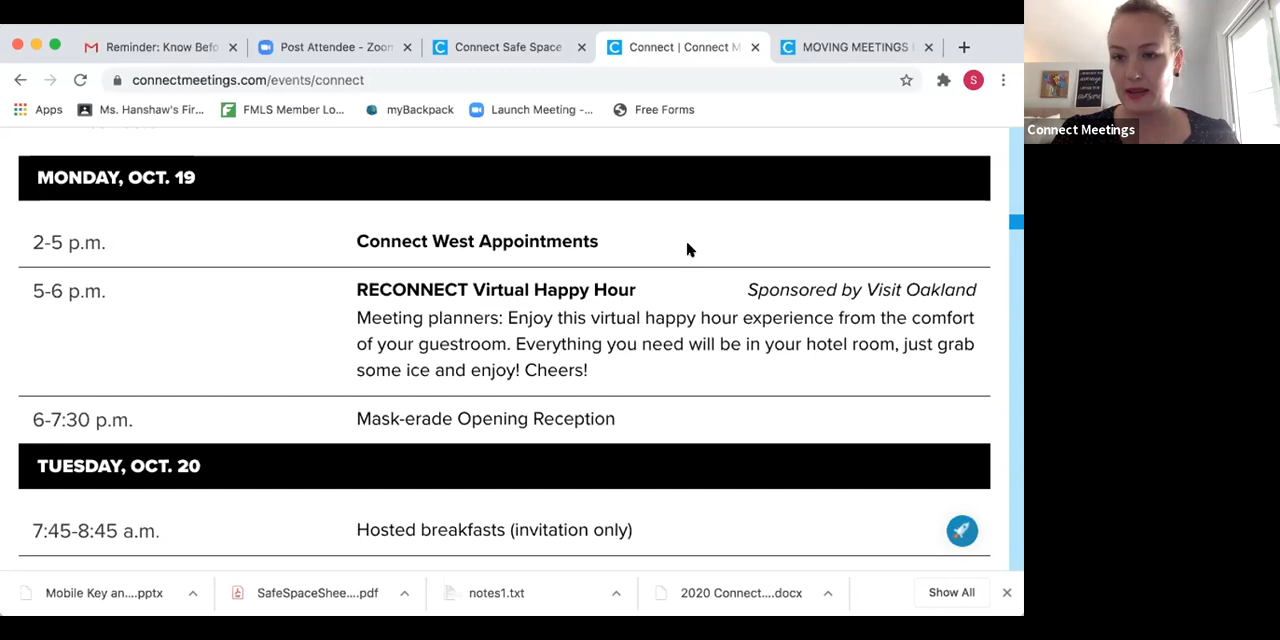 Reminder: Know Befo
Post Attendee - Zoom
Connect Safe Space
Connect | Connect M
MOVING MEETINGS
connectmeetings.com/events/connect
S
Apps
Ms. Hanshaw's Fir...
FMLS Member Lo...
myBackpack
Launch Meeting -...
Free Forms
Connect Meetings
MONDAY, OCT. 19
2-5 p.m.
Connect West Appointments
5-6 p.m.
RECONNECT Virtual Happy Hour
Sponsored by Visit Oakland
Meeting planners: Enjoy this virtual happy hour experience from the comfort
of your guestroom. Everything you need will be in your hotel room, just grab
some ice and enjoy! Cheers!
6-7:30 p.m.
Mask-erade Opening Reception
TUESDAY, OCT. 20
7:45-8:45 a.m.
Hosted breakfasts (invitation only)
Mobile Key an....pptx
SafeSpaceShee....pdf
notes1.txt
2020 Connect....docx
Show All